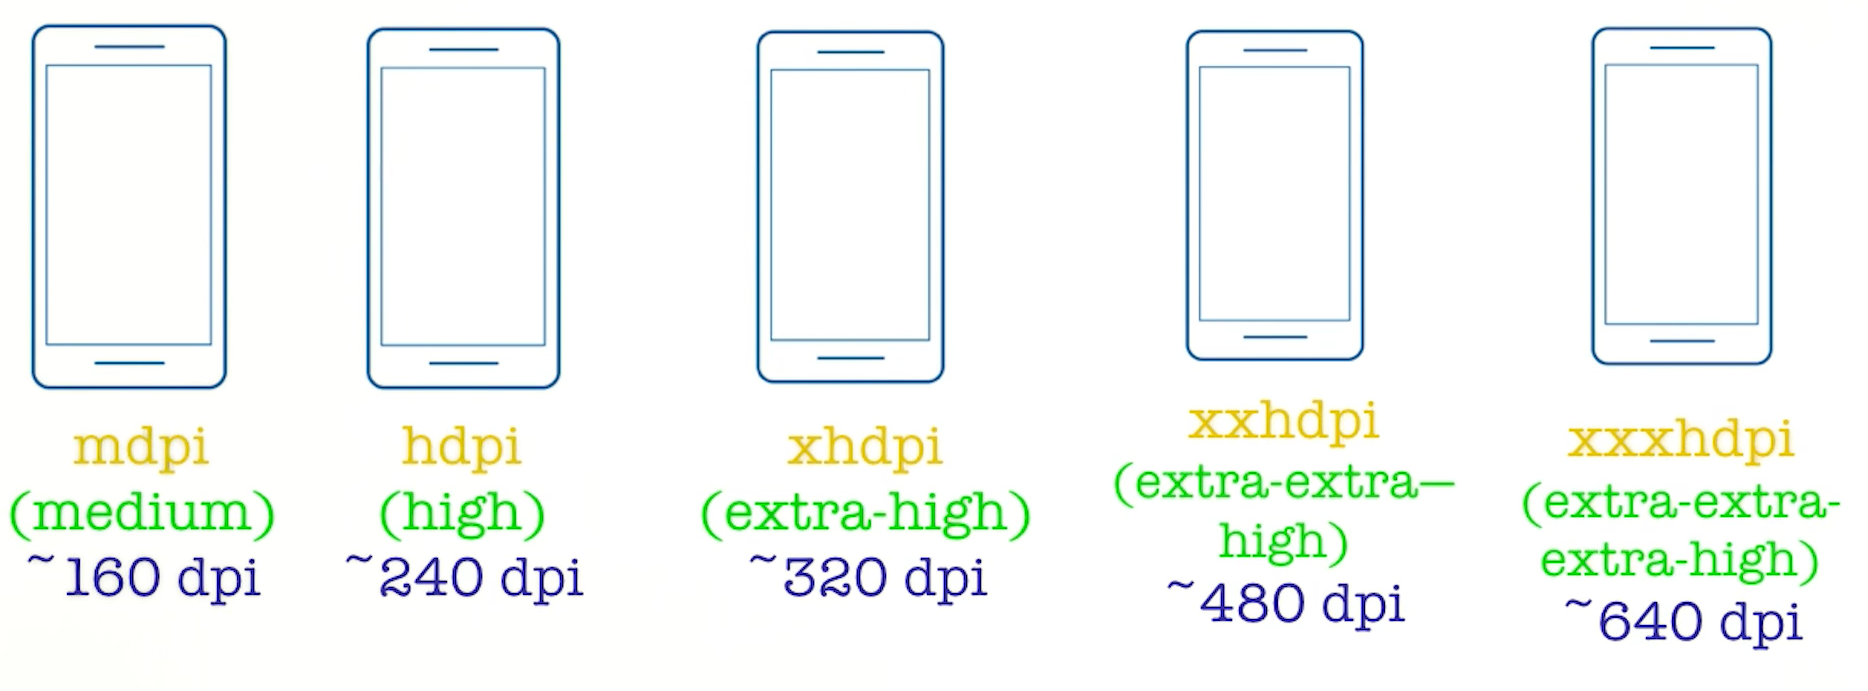 mdpi
(medium)
~160 dpi
hdpi
(high)
~240 dpi
xhdpi
(extra-high)
~320 dpi
xxhdpi
(extra-extra—
high)
~480 dpi
xxxhdpi
(extra-extra-
extra-high)
~640 dpi